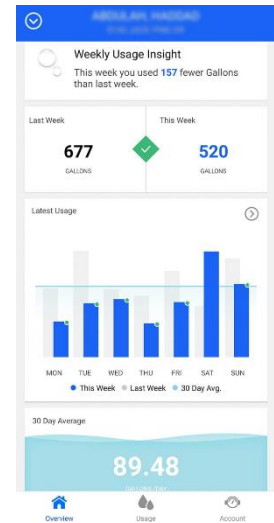 Weekly Usage Insight
This week you used 157 fewer Gallons
than last week.
Last Week
This Week
677
520
GALLONS
GALLONS
Latest Usage
MON TUE WED THU FRI SAT SUN
This Week Last Week 30 Day Avg.
30 Day Average
89.48
GALLONS /DAY
Overview Usage Account